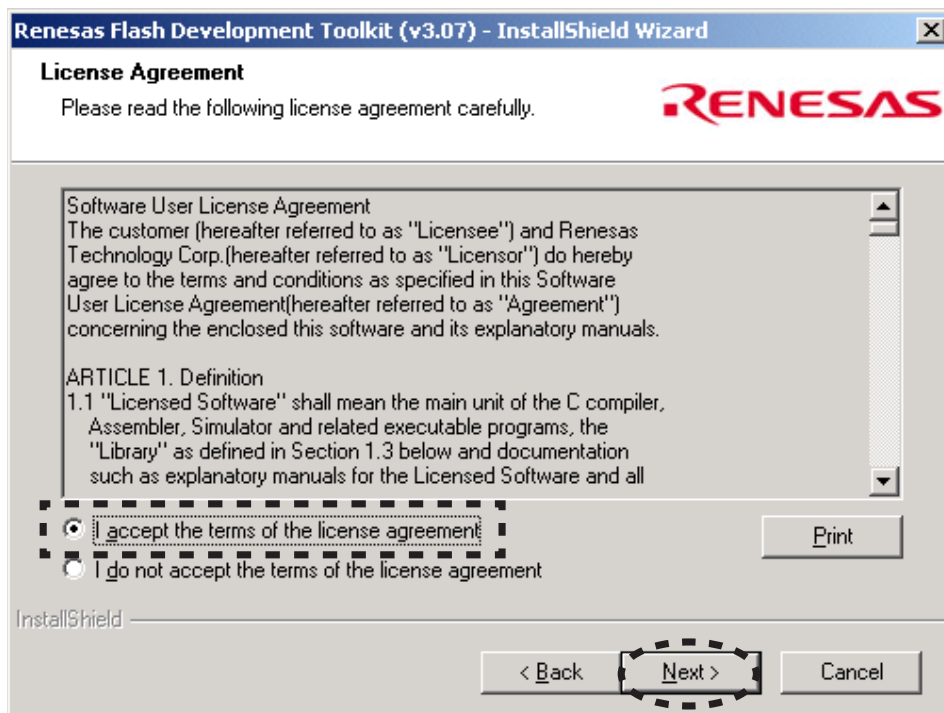 Renesas Flash Development Toolkit (v3.07) - InstallShield Wizard
License Agreement
Please read the following license agreement carefully.
RENESAS
Software User License Agreement
The customer (hereafter referred to as "Licensee") and Renesas
Technology Corp.(hereafter referred to as "Licensor") do hereby
agree to the terms and conditions as specified in this Software
User License Agreement(hereafter referred to as "Agreement")
concerning the enclosed this software and its explanatory manuals.
ARTICLE 1. Definition
1.1 "Licensed Software" shall mean the main unit of the C compiler,
Assembler, Simulator and related executable programs, the
"Library" as defined in Section 1.3 below and documentation
such as explanatory manuals for the Licensed Software and all
I accept the terms of the license agreement
Print
I do not accept the terms of the license agreement
InstallShield
< Back
Next >
Cancel